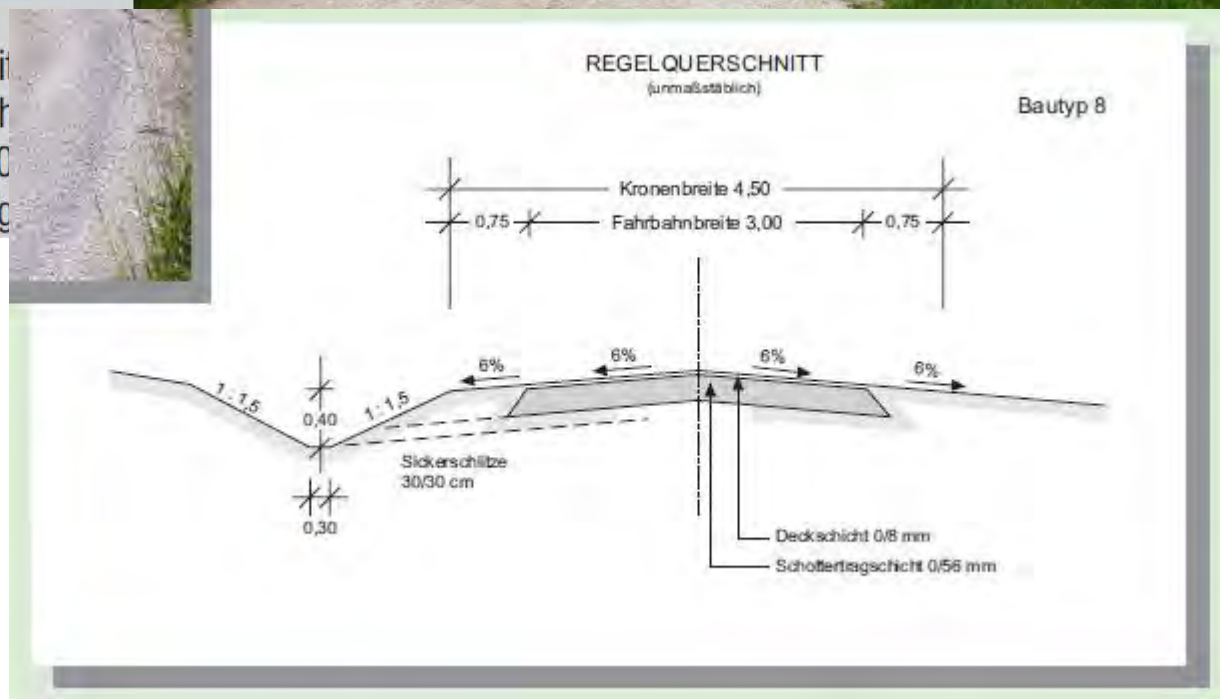 REGELQUERSCHNITT
(unmaßstäblich)
Bautyp 8
Kronenbreite 4,50
0,75
Fahrbahnbreite 3,00
0,75
6%
6%
6%
6%
1 : 1,5
0,40
1 : 1,5
Sickerschlitze
30/30 cm
0,30
Deckschicht 0/8 mm
Schottertragschicht 0/56 mm